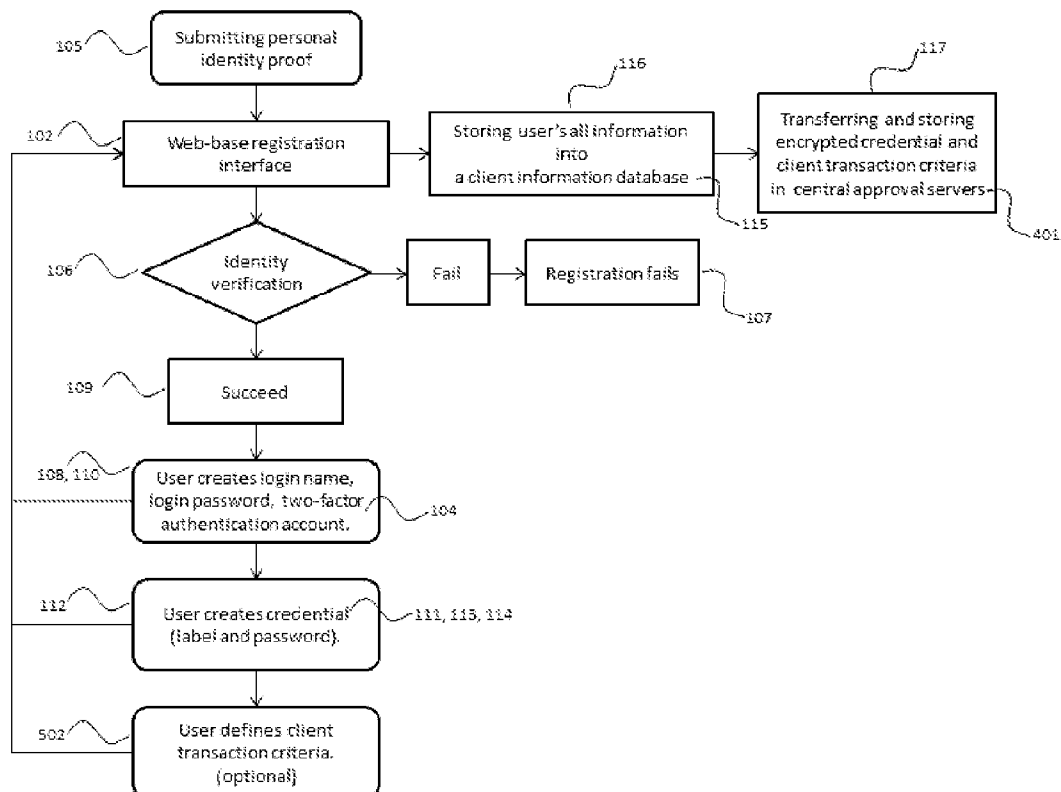 105
Submitting personal
identity proof
116
117
102
Web-base registration
interface
Storing user's all information
into
a client information database
115
Transferring and storing
encrypted credential and
client transaction criteria
in central approval servers
401
106
Identity
verification
Fail
Registration fails
107
109
Succeed
108, 110
User creates login name,
login password, two-factor
authentication account.
104
112
User creates credential
(label and password).
111, 113, 114
502
User defines client
transaction criteria.
(optional)